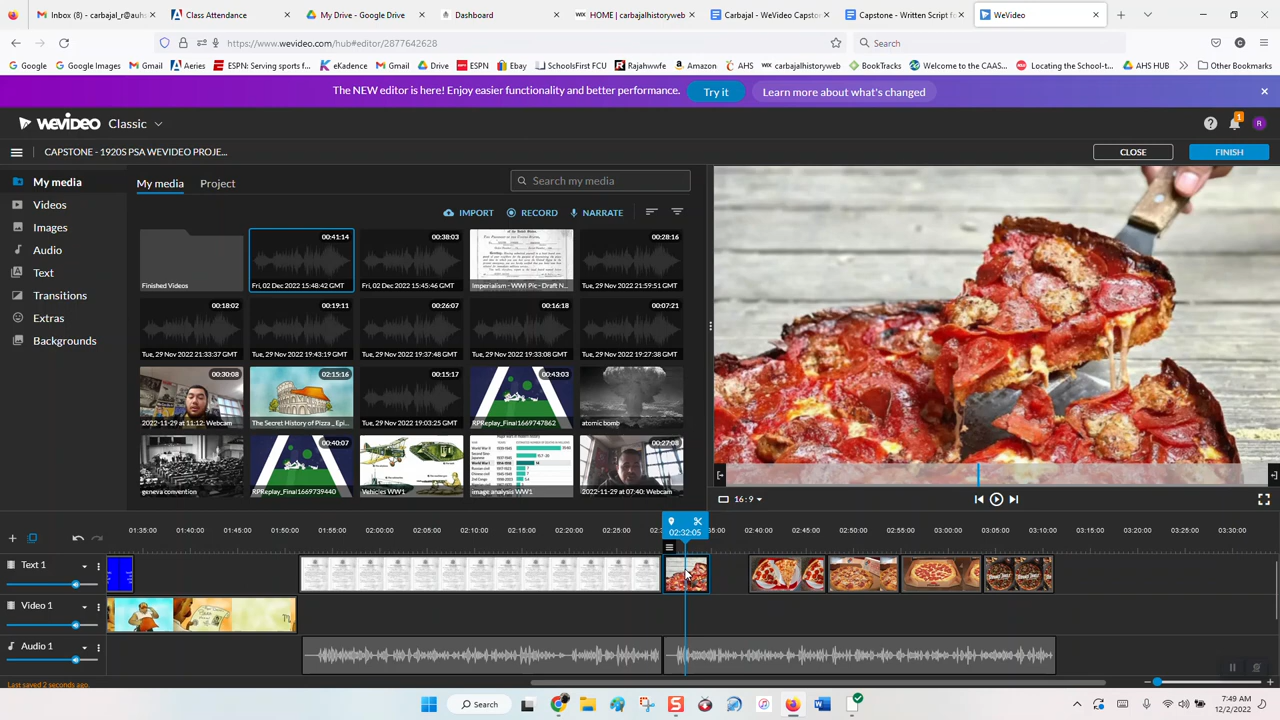 Inbox (8) - carbajal_r@auhs
Class Attendance
My Drive - Google Drive
Dashboard
WIX HOME | carbajalhistoryweb
Carbajal - WeVideo Capsto
Capstone - Written Script fo
WeVideo
https://www.wevideo.com/hub#editor/2877642628
Search
Google
Google Images
Gmail
Aeries
ESPN: Serving sports f...
eKadence
Gmail
Drive
ESPN
Ebay
SchoolsFirst FCU
Rajahwwfe
Amazon
AHS
WIX carbajalhistoryweb
BookTracks
Welcome to the CAAS...
Locating the School-t...
AHS HUB
Other Bookmarks
The NEW editor is here! Enjoy easier functionality and better performance.
Try it
Learn more about what's changed
WEVIDEO Classic
1
R
CAPSTONE - 1920S PSA WEVIDEO PROJE...
CLOSE
FINISH
My media
Videos
Images
Audio
Text
Transitions
Extras
Backgrounds
My media
Project
Search my media
IMPORT
RECORD
NARRATE
00:41:14
00:38:03
00:28:16
Finished Videos
Fri, 02 Dec 2022 15:48:42 GMT
Fri, 02 Dec 2022 15:45:46 GMT
Imperialism - WWI Pic - Draft N...
Tue, 29 Nov 2022 21:59:51 GMT
00:18:02
00:19:11
00:26:07
00:16:18
00:07:21
Tue, 29 Nov 2022 21:33:37 GMT
Tue, 29 Nov 2022 19:43:19 GMT
Tue, 29 Nov 2022 19:37:48 GMT
Tue, 29 Nov 2022 19:33:08 GMT
Tue, 29 Nov 2022 19:27:38 GMT
00:30:08
02:15:16
00:15:17
00:43:03
2022-11-29 at 11:12: Webcam
The Secret History of Pizza _ Epi...
Tue, 29 Nov 2022 19:03:25 GMT
RPReplay_Final1669747862
atomic bomb
00:40:07
00:27:08
geneva convention
RPReplay_Final1669739440
Vehicles WW1
image analysis WW1
2022-11-29 at 07:40: Webcam
16:9
01:35:00
01:40:00
01:45:00
01:50:00
01:55:00
02:00:00
02:05:00
02:10:00
02:15:00
02:20:00
02:25:00
02:32:05
02:40:00
02:45:00
02:50:00
02:55:00
03:00:00
03:05:00
03:10:00
03:15:00
03:20:00
03:25:00
03:30:00
Text 1
Video 1
Audio 1
Last saved 2 seconds ago.
Search
7:49 AM
12/2/2022